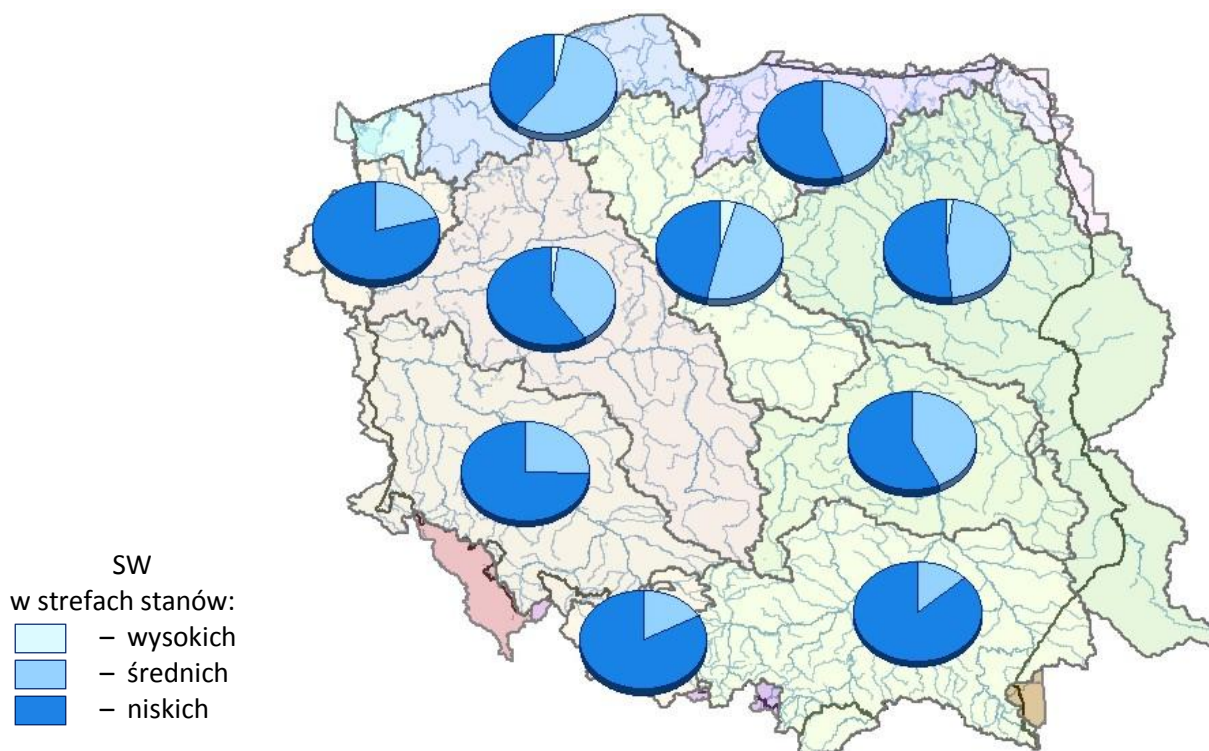 SW
w strefach stanów:
– wysokich
– średnich
– niskich